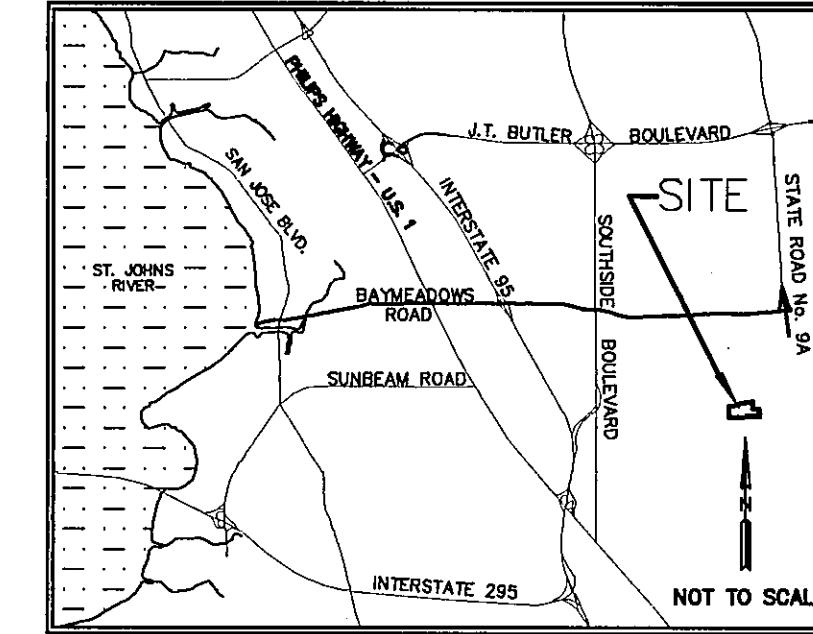 PHILIPS HIGHWAY - U.S. 1
J.T. BUTLER BOULEVARD
SAN JOSE BLVD.
INTERSTATE 95
SITE
STATE ROAD No. 9A
SOUTHSIDE BOULEVARD
ST. JOHNS
RIVER
BAYMEADOWS
ROAD
SUNBEAM ROAD
N
INTERSTATE 295
NOT TO SCAL